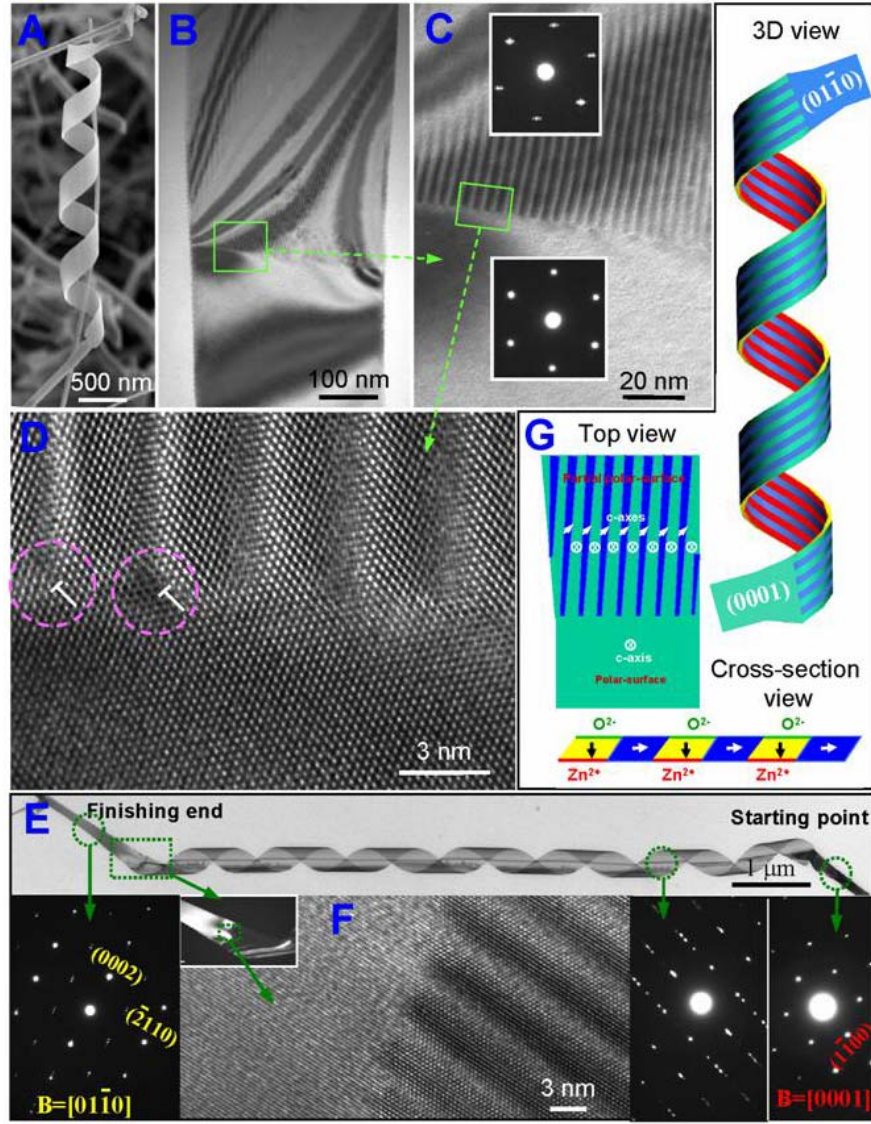 A
500 nm
B
100 nm
C
20 nm
3D view
(011̅0)
(0001)
D
3 nm
G
Top view
Partial polar-surface
c-axes
c-axis
Polar-surface
Cross-section
view
O²⁻ O²⁻ O²⁻
Zn²⁺ Zn²⁺ Zn²⁺
E
Finishing end
Starting point
1 µm
(0002)
(2̅110)
B=[011̅0]
F
3 nm
(11̅00)
B=[0001]